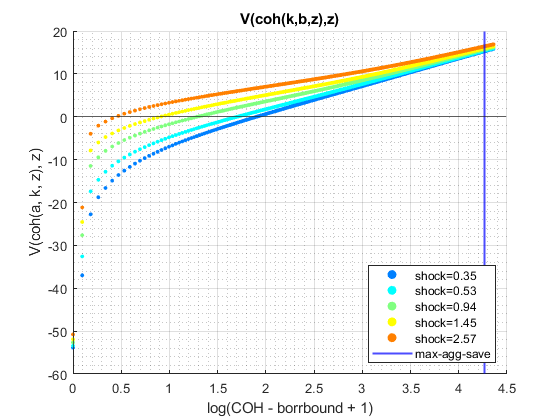 V(coh(k,b,z),z)
20
10
0
-10
-20
-30
-40
-50
-60
V(coh(a, k, z), z)
0 0.5 1 1.5 2 2.5 3 3.5 4 4.5
log(COH - borrbound + 1)
shock=0.35
shock=0.53
shock=0.94
shock=1.45
shock=2.57
max-agg-save